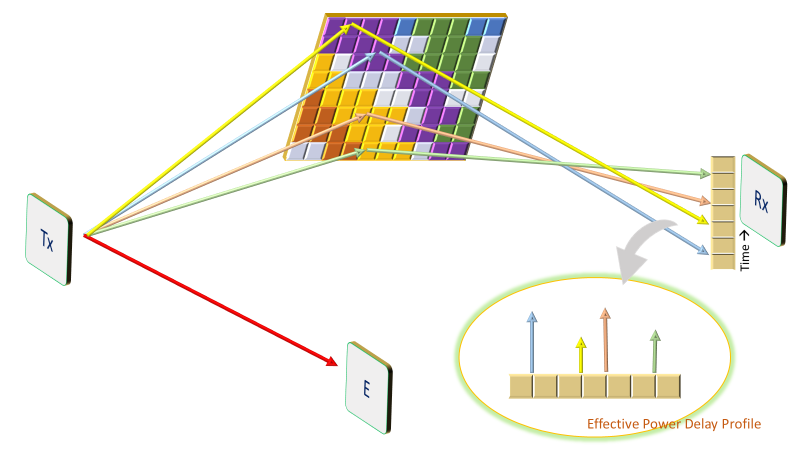 Tx
Rx
Time →
E
Effective Power Delay Profile